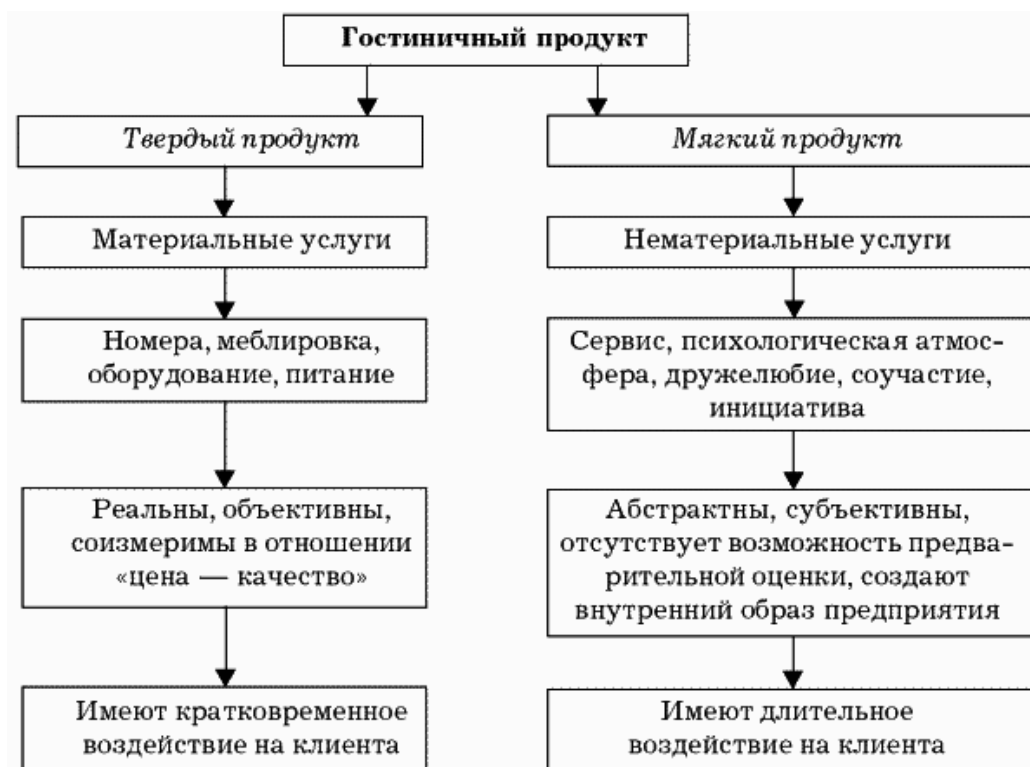 Гостиничный продукт
Твердый продукт
Материальные услуги
Номера, меблировка,
оборудование, питание
Реальны, объективны,
соизмеримы в отношении
«цена — качество»
Имеют кратковременное
воздействие на клиента
Мягкий продукт
Нематериальные услуги
Сервис, психологическая атмос-
фера, дружелюбие, соучастие,
инициатива
Абстрактны, субъективны,
отсутствует возможность предва-
рительной оценки, создают
внутренний образ предприятия
Имеют длительное
воздействие на клиента